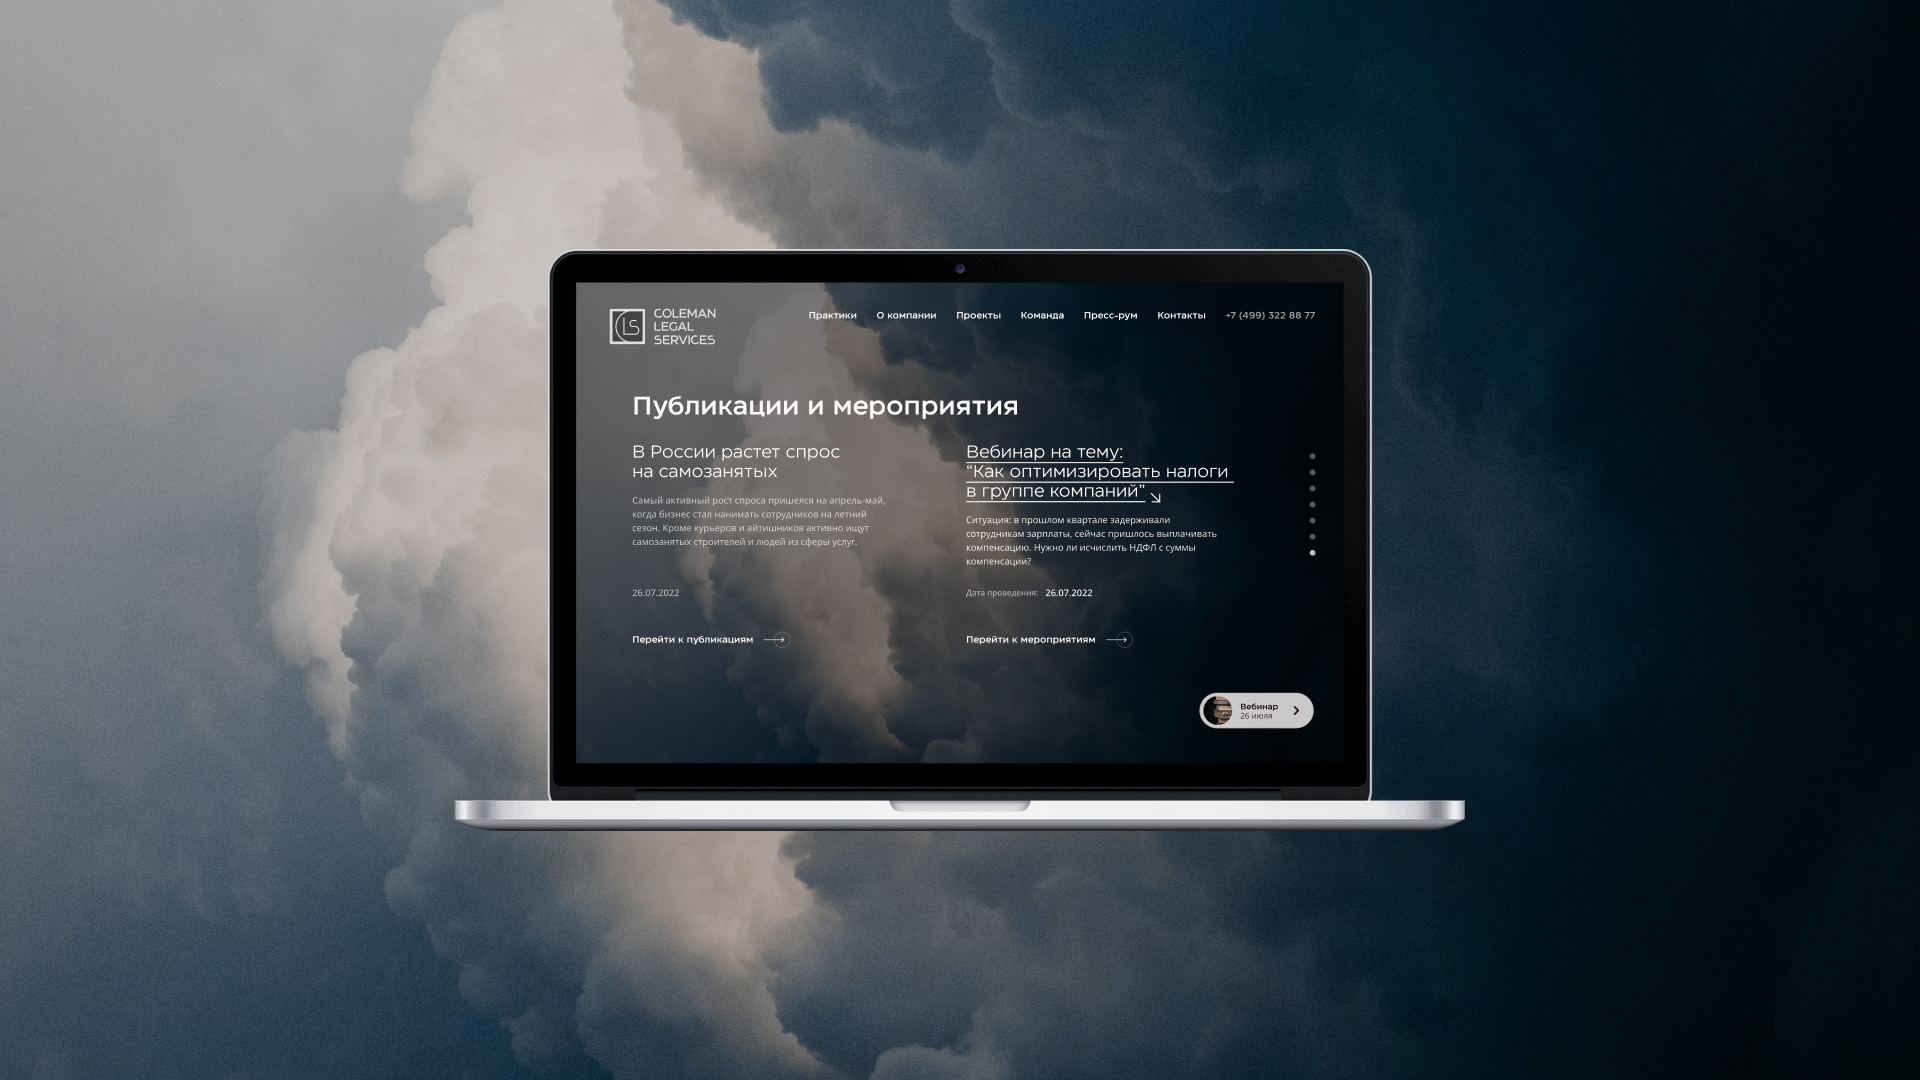 COLEMAN
LEGAL
SERVICES
Практики О компании Проекты Команда Пресс-рум Контакты +7 (499) 322 88 77
Публикации и мероприятия
В России растет спрос
на самозанятых
Самый активный рост спроса пришелся на апрель-май,
когда бизнес стал нанимать сотрудников на летний
сезон. Кроме курьеров и айтишников активно ищут
самозанятых строителей и людей из сферы услуг.
26.07.2022
Перейти к публикациям
Вебинар на тему:
“Как оптимизировать налоги
в группе компаний”
Ситуация: в прошлом квартале задерживали
сотрудникам зарплаты, сейчас пришлось выплачивать
компенсацию. Нужно ли исчислить НДФЛ с суммы
компенсации?
Дата проведения: 26.07.2022
Перейти к мероприятиям
Вебинар
26 июля